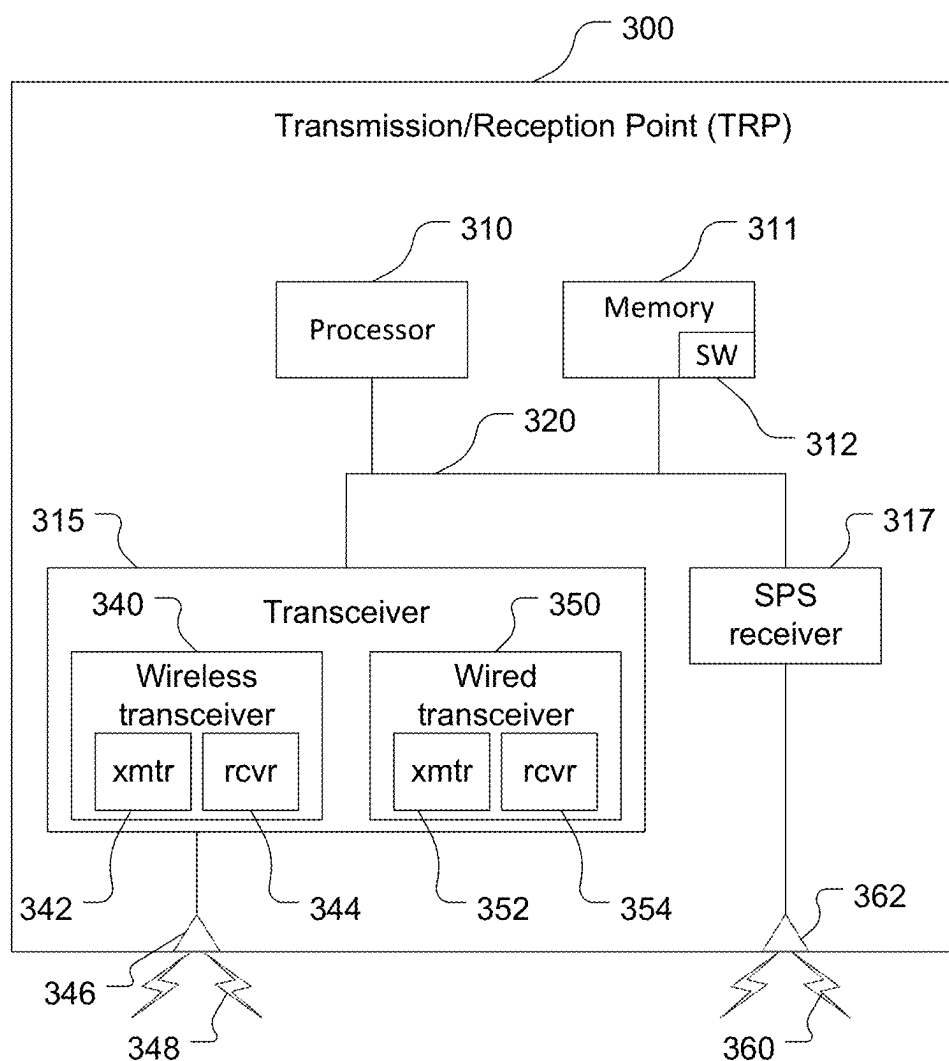 300
Transmission/Reception Point (TRP)
310
311
Processor
Memory
SW
320
312
315
317
340
Transceiver
350
SPS
receiver
Wireless
transceiver
Wired
transceiver
xmtr
rcvr
xmtr
rcvr
342
344
352
354
362
346
348
360